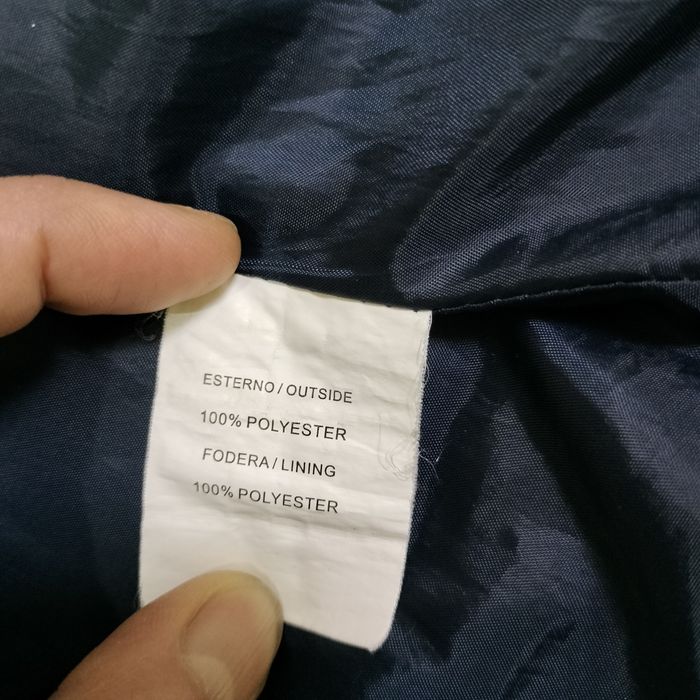 ESTERNO/OUTSIDE
100% POLYESTER
FODERA/LINING
100% POLYESTER